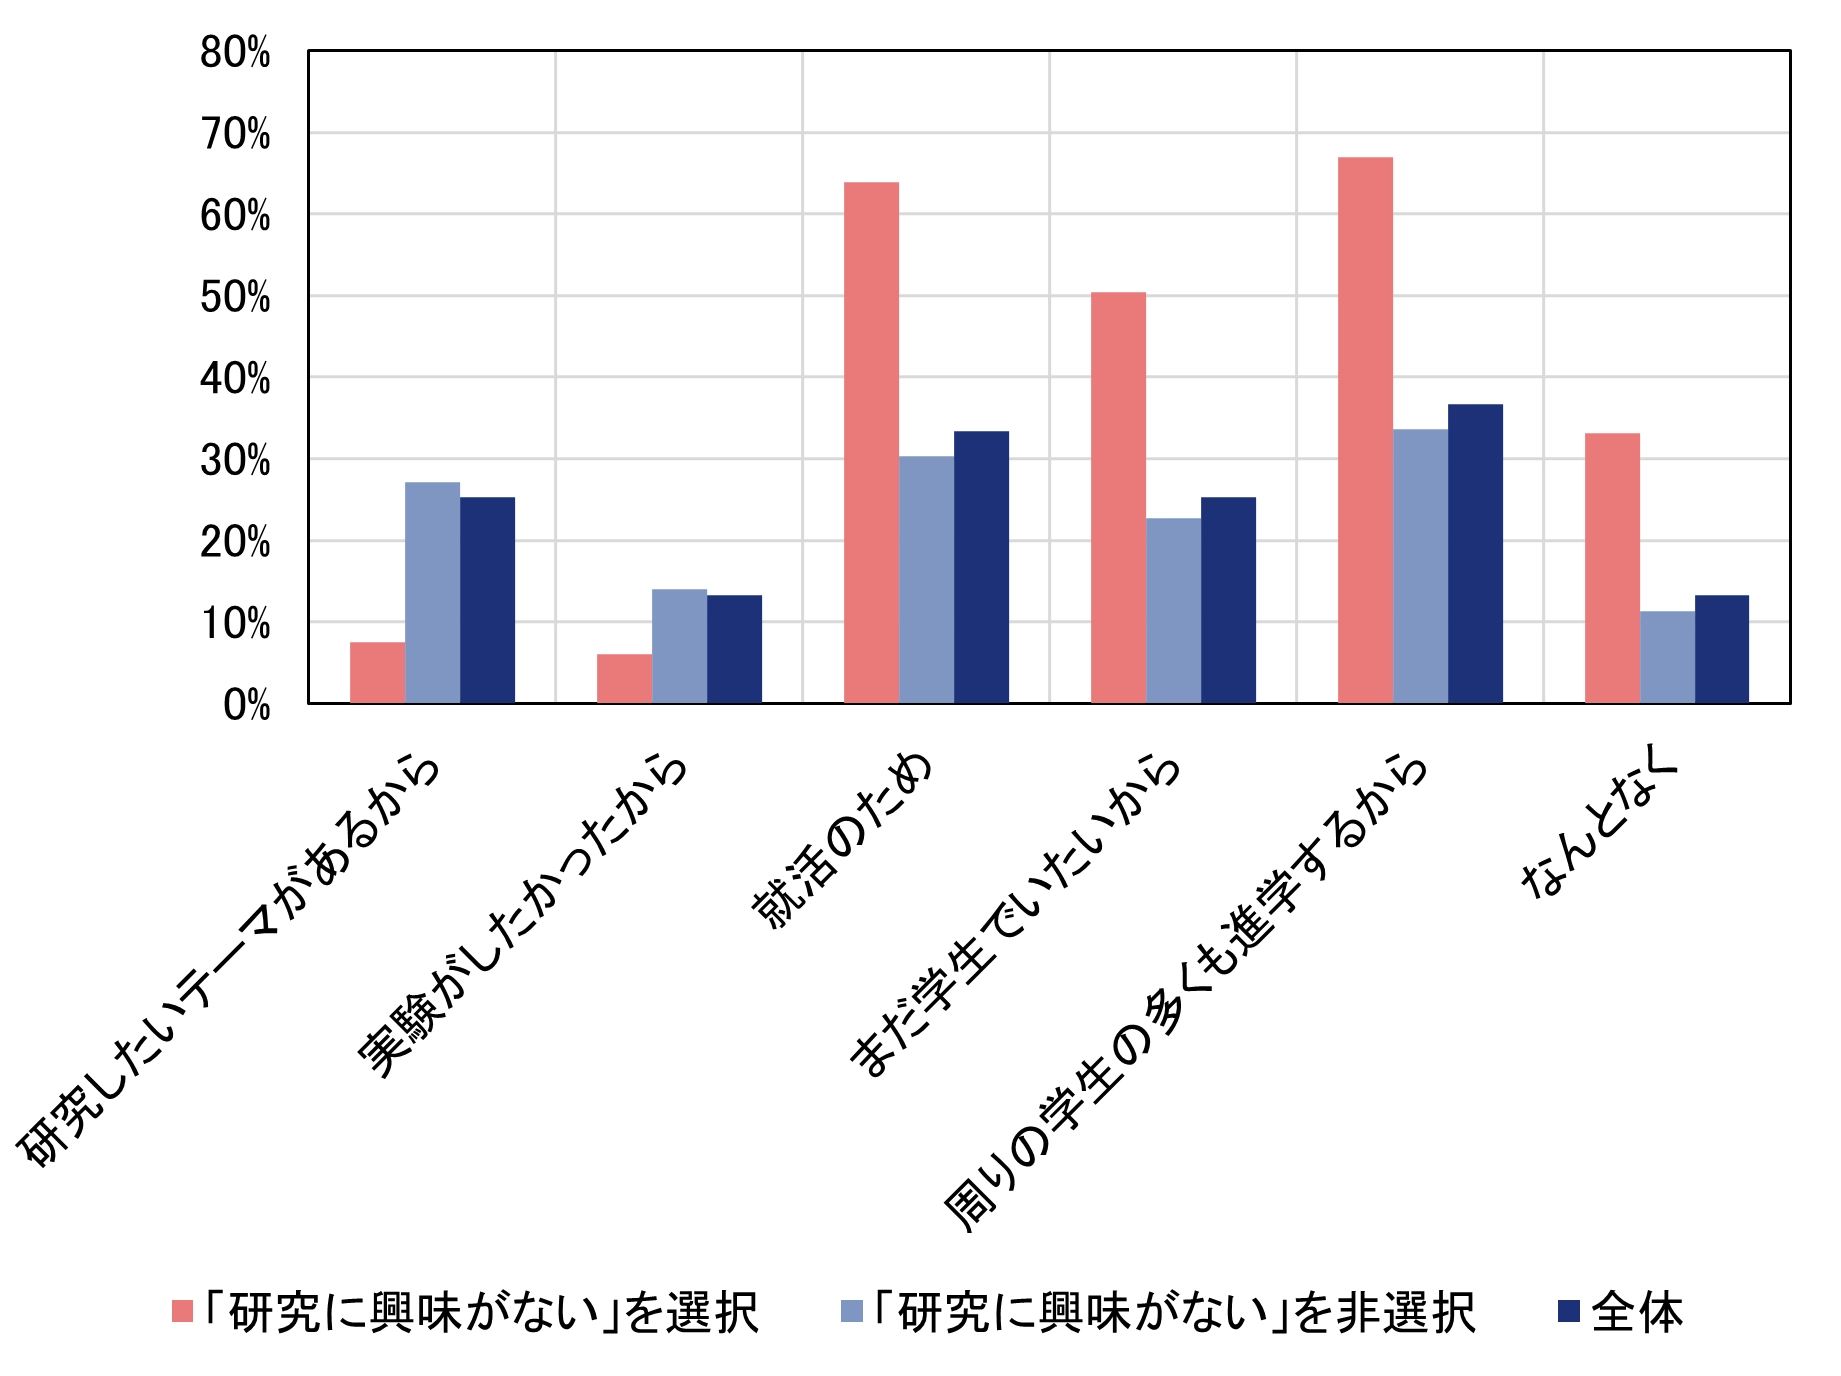 80%
70%
60%
50%
40%
30%
20%
10%
0%
研究したいテーマがあるから
実験がしたかったから
就活のため
まだ学生でいたいから
周りの学生の多くも進学するから
なんとなく
「研究に興味がない」を選択
「研究に興味がない」を非選択
全体